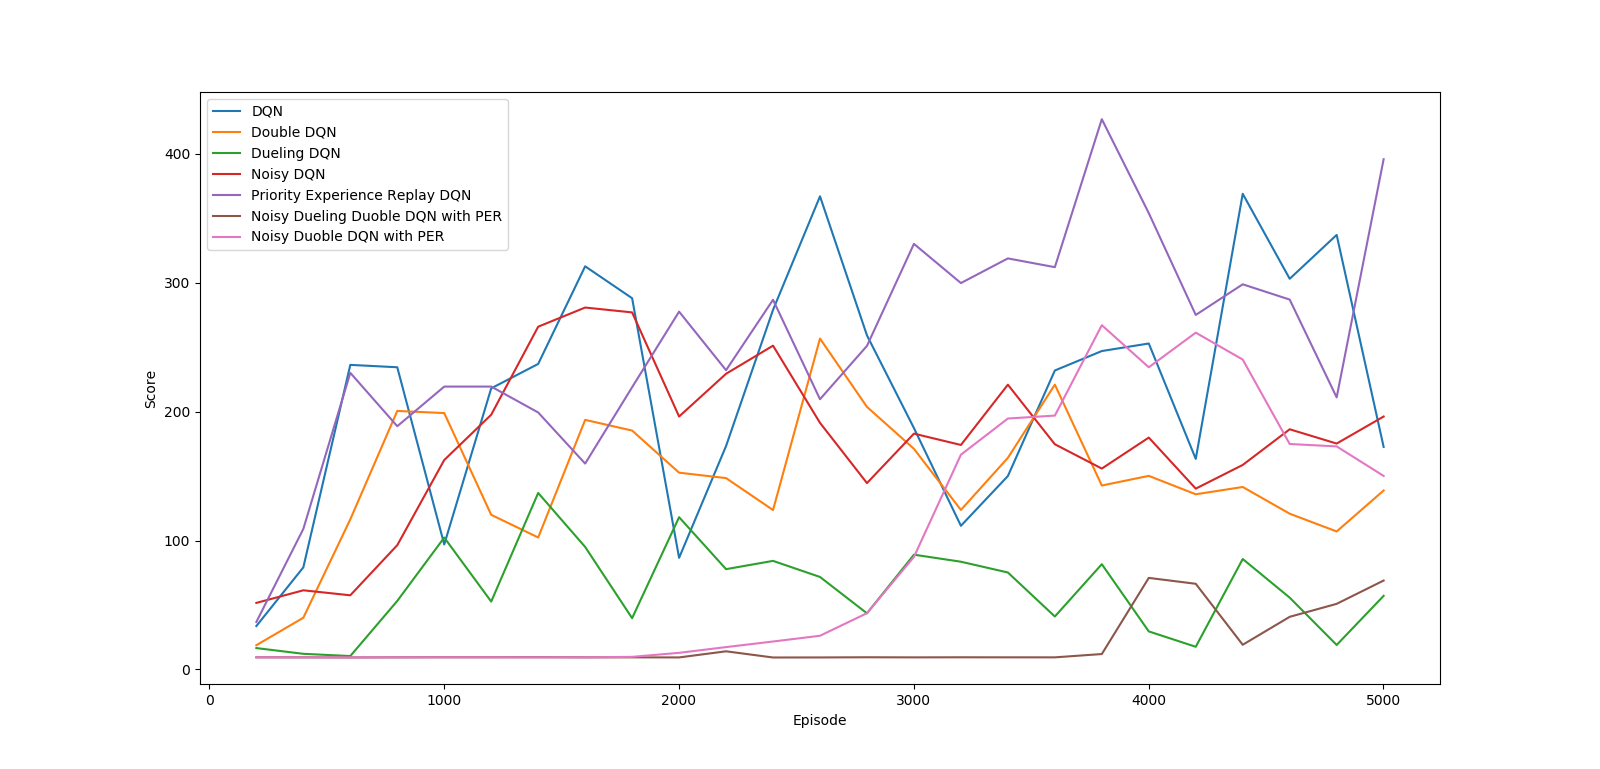 DQN
Double DQN
Dueling DQN
Noisy DQN
Priority Experience Replay DQN
Noisy Dueling Duoble DQN with PER
Noisy Duoble DQN with PER
400
300
200
100
0
Score
0 1000 2000 3000 4000 5000
Episode